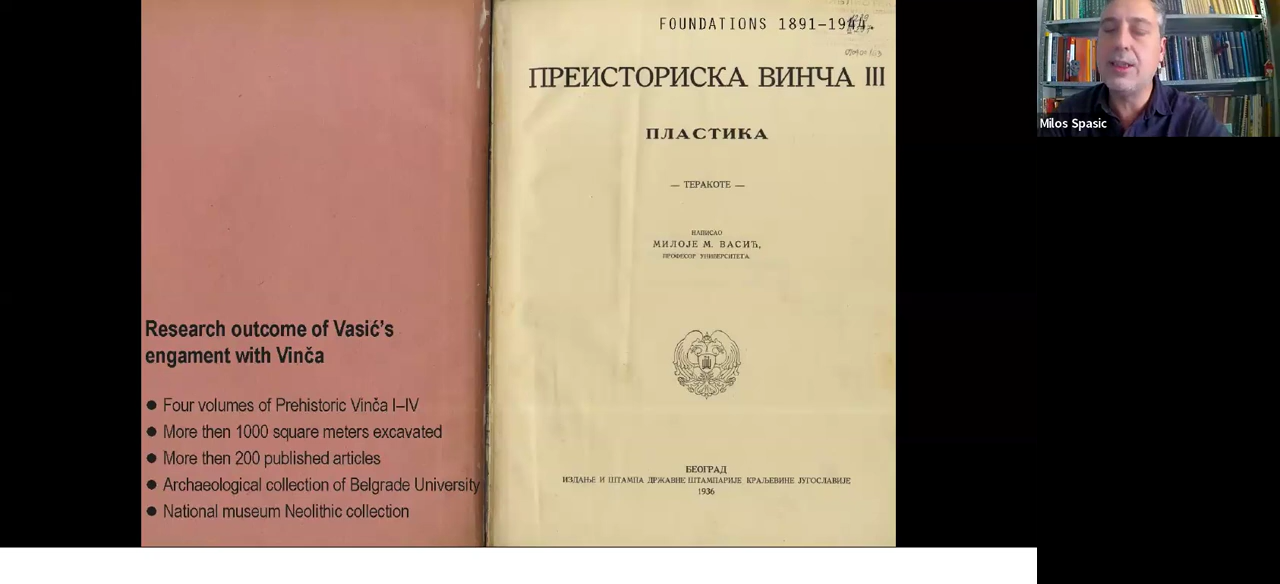 FOUNDATIONS 1891–1944.
ПРЕИСТОРИСКА ВИНЧА III
ПЛАСТИКА
— ТЕРАКОТЕ —
НАПИСАО
МИЛОЈЕ М. ВАСИЋ,
ПРОФЕСОР УНИВЕРСИТЕТА.
БЕОГРАД
ИЗДАЊЕ И ШТАМПА ДРЖАВНЕ ШТАМПАРИЈЕ КРАЉЕВИНЕ ЈУГОСЛАВИЈЕ
1936
Research outcome of Vasić’s
engament with Vinča
● Four volumes of Prehistoric Vinča I–IV
● More then 1000 square meters excavated
● More then 200 published articles
● Archaeological collection of Belgrade University
● National museum Neolithic collection
Milos Spasic